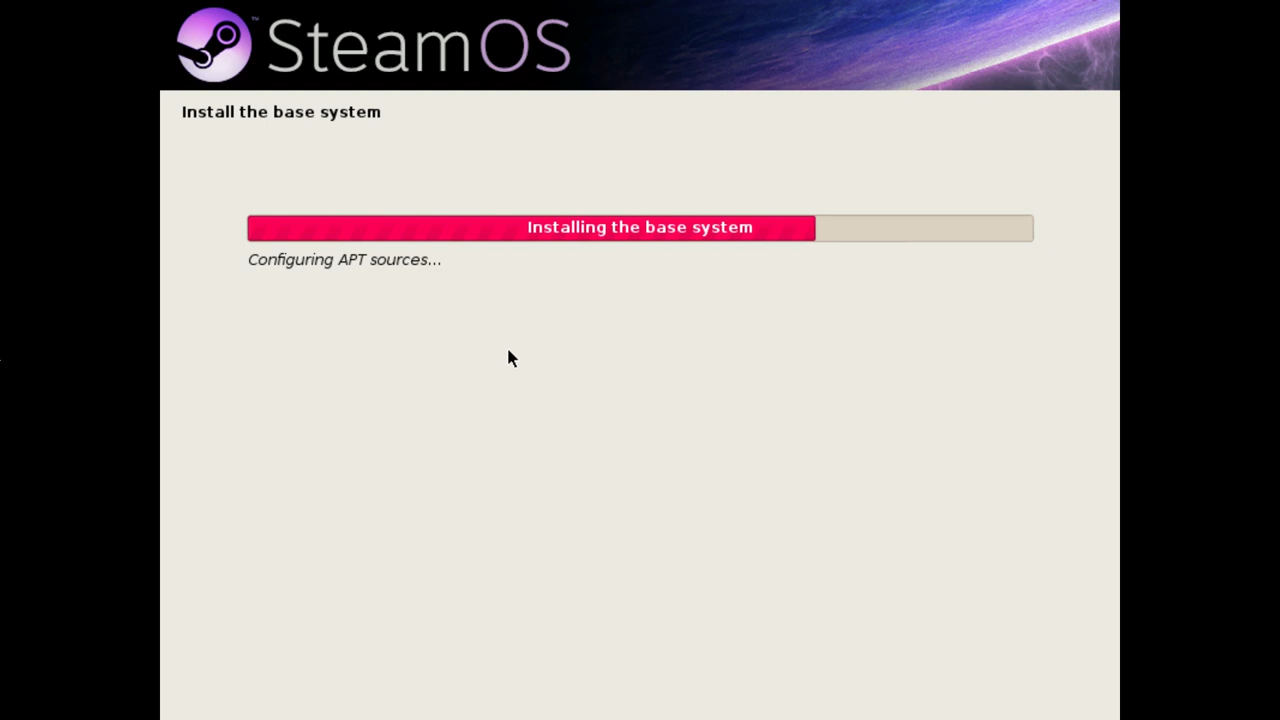 SteamOS
Install the base system
Installing the base system
Configuring APT sources...